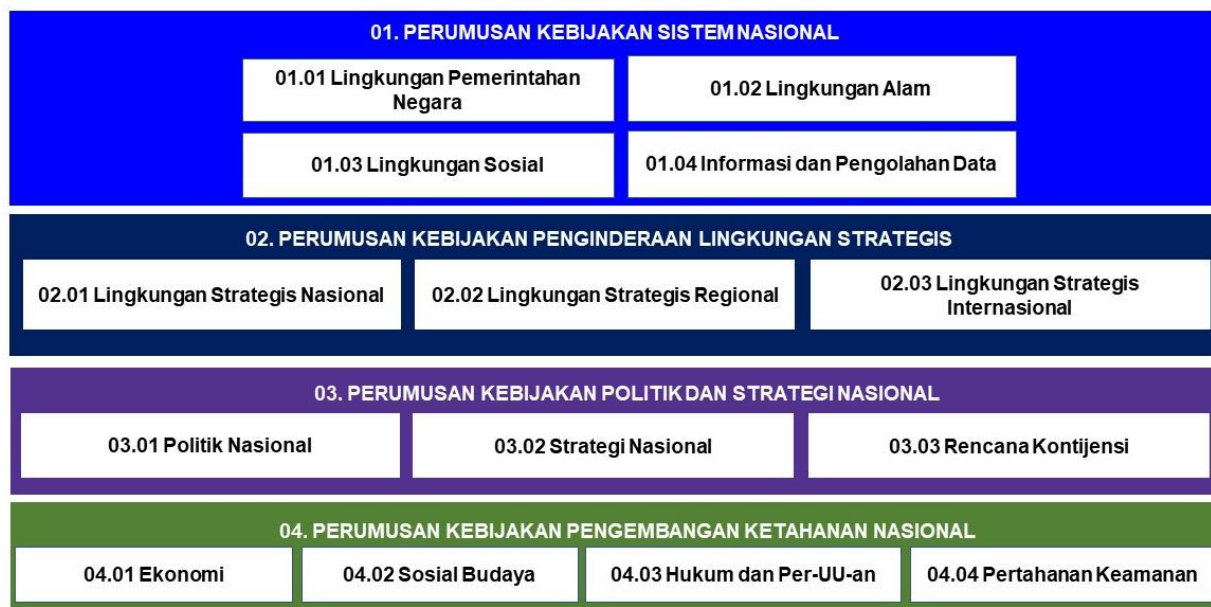 01. PERUMUSAN KEBIJAKAN SISTEM NASIONAL
01.01 Lingkungan Pemerintahan
Negara
01.02 Lingkungan Alam
01.03 Lingkungan Sosial
01.04 Informasi dan Pengolahan Data
02. PERUMUSAN KEBIJAKAN PENGINDERAAN LINGKUNGAN STRATEGIS
02.01 Lingkungan Strategis Nasional
02.02 Lingkungan Strategis Regional
02.03 Lingkungan Strategis
Internasional
03. PERUMUSAN KEBIJAKAN POLITIK DAN STRATEGI NASIONAL
03.01 Politik Nasional
03.02 Strategi Nasional
03.03 Rencana Kontijensi
04. PERUMUSAN KEBIJAKAN PENGEMBANGAN KETAHANAN NASIONAL
04.01 Ekonomi
04.02 Sosial Budaya
04.03 Hukum dan Per-UU-an
04.04 Pertahanan Keamanan